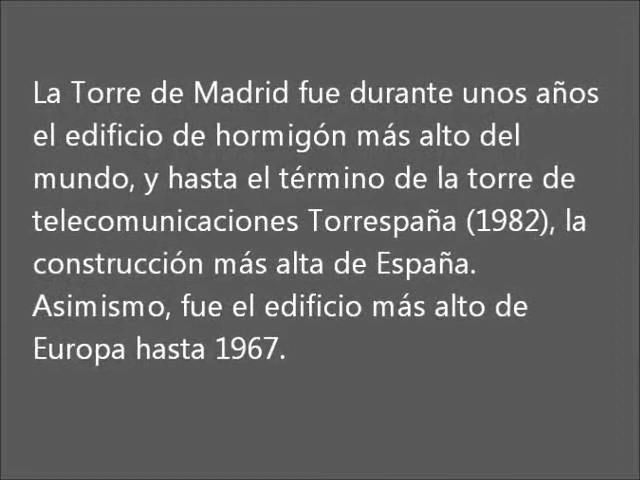 La Torre de Madrid fue durante unos años
el edificio de hormigón más alto del
mundo, y hasta el término de la torre de
telecomunicaciones Torrespaña (1982), la
construcción más alta de España.
Asimismo, fue el edificio más alto de
Europa hasta 1967.